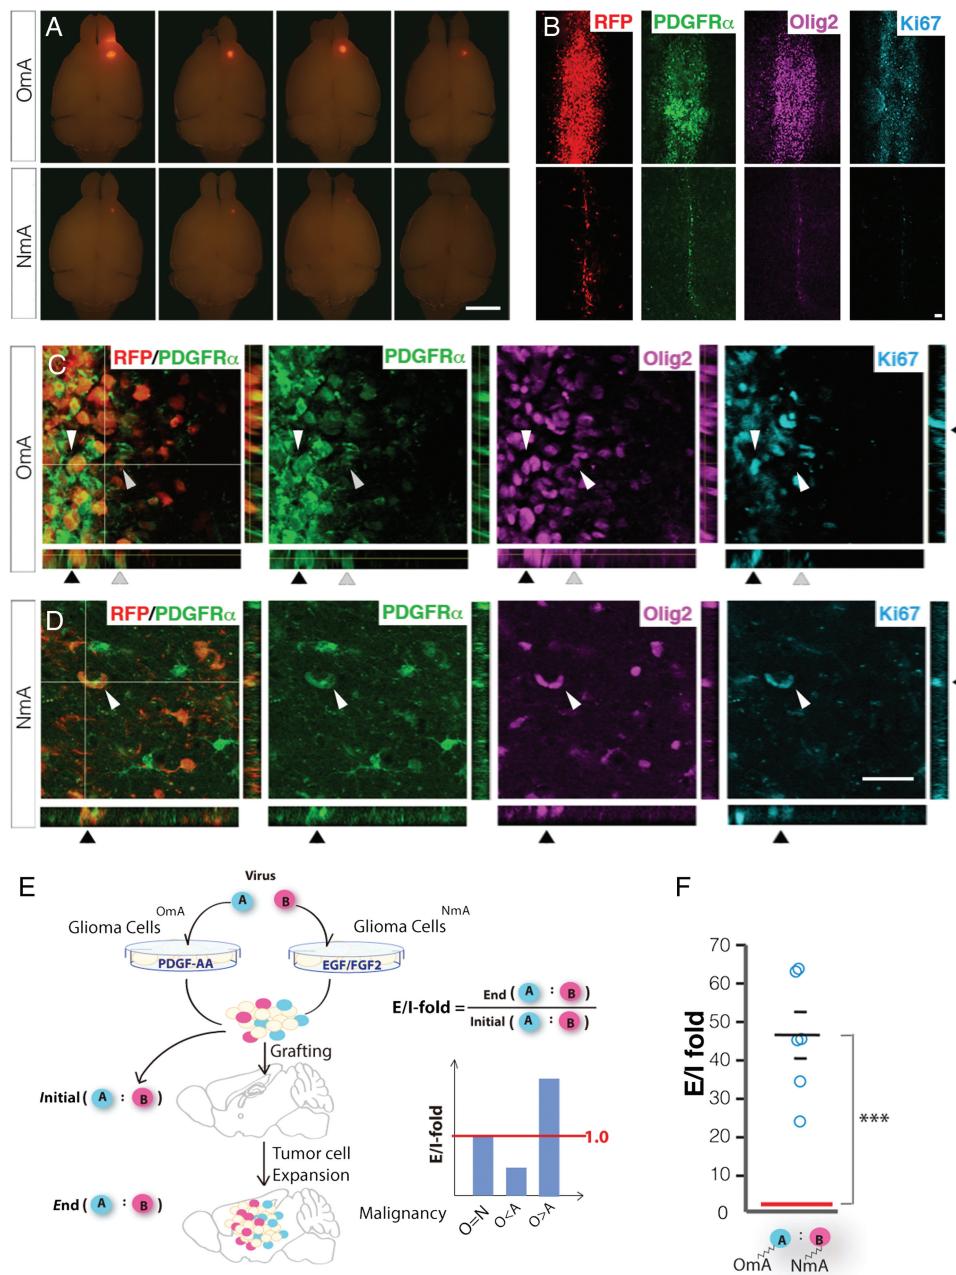 A
OmA
NmA
B
RFP
PDGFRα
Olig2
Ki67
C
OmA
RFP/PDGFRα
PDGFRα
Olig2
Ki67
D
NmA
RFP/PDGFRα
PDGFRα
Olig2
Ki67
E
Virus
A
B
Glioma Cells OmA
Glioma Cells NmA
PDGF-AA
EGF/FGF2
Grafting
Initial ( A : B )
Tumor cell
Expansion
End ( A : B )
E/I-fold = End ( A : B )
Initial ( A : B )
E/I-fold
1.0
Malignancy
O=N
O<A
O>A
F
E/I fold
70
60
50
40
30
20
10
0
***
A : B
OmA
NmA